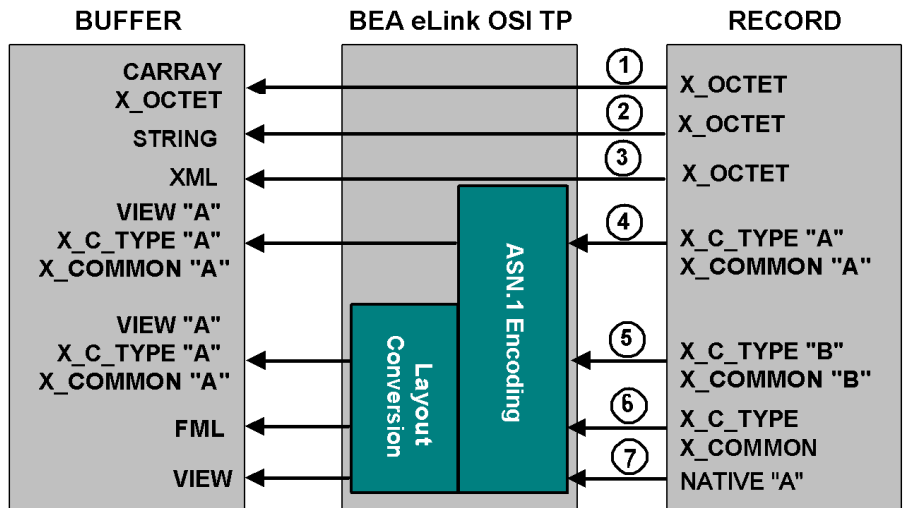 BUFFER
BEA eLink OSI TP
RECORD
CARRAY
X_OCTET
1
X_OCTET
STRING
2
X_OCTET
XML
3
X_OCTET
VIEW "A"
X_C_TYPE "A"
X_COMMON "A"
4
X_C_TYPE "A"
X_COMMON "A"
ASN.1 Encoding
VIEW "A"
X_C_TYPE "A"
X_COMMON "A"
Layout
Conversion
5
X_C_TYPE "B"
X_COMMON "B"
FML
6
X_C_TYPE
X_COMMON
VIEW
7
NATIVE "A"